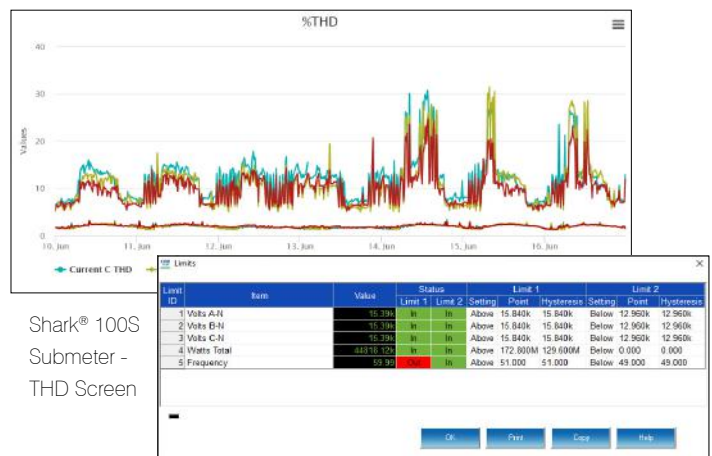 %THD
40
30
20
10
0
Values
10. Jun 11. Jun 12. Jun 13. Jun 14. Jun 15. Jun 16. Jun
Current C THD
Limits
Limit ID Item Value Status Limit 1 Limit 2
Limit 1 Limit 2 Setting Point Hysteresis Setting Point Hysteresis
1 Volts A-N 15.39k In In Above 15.840k 15.840k Below 12.960k 12.960k
2 Volts B-N 15.39k In In Above 15.840k 15.840k Below 12.960k 12.960k
3 Volts C-N 15.39k In In Above 15.840k 15.840k Below 12.960k 12.960k
4 Watts Total 44816.12k In In Above 172.800M 129.600M Below 0.000 0.000
5 Frequency 59.99 Out In Above 51.000 51.000 Below 49.000 49.000
OK Print Copy Help
Shark® 100S
Submeter -
THD Screen